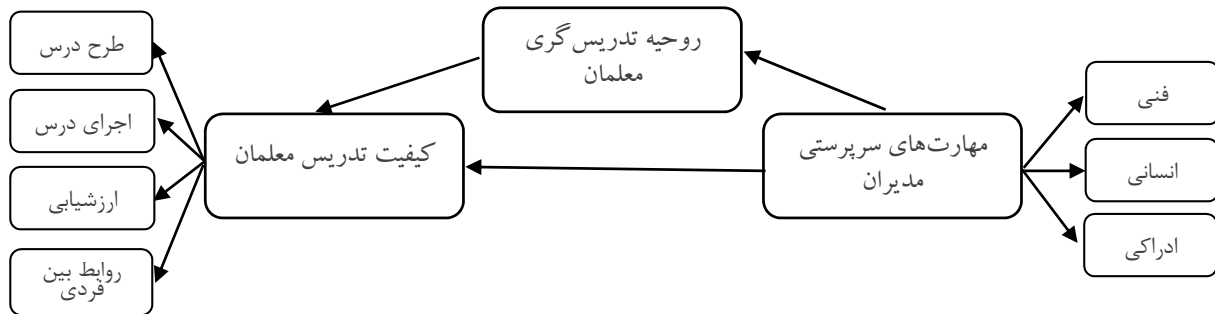 روحیه تدریس‌گری
معلمان
فنی
انسانی
ادراکی
مهارت‌های سرپرستی
مدیران
کیفیت تدریس معلمان
طرح درس
اجرای درس
ارزشیابی
روابط بین
فردی